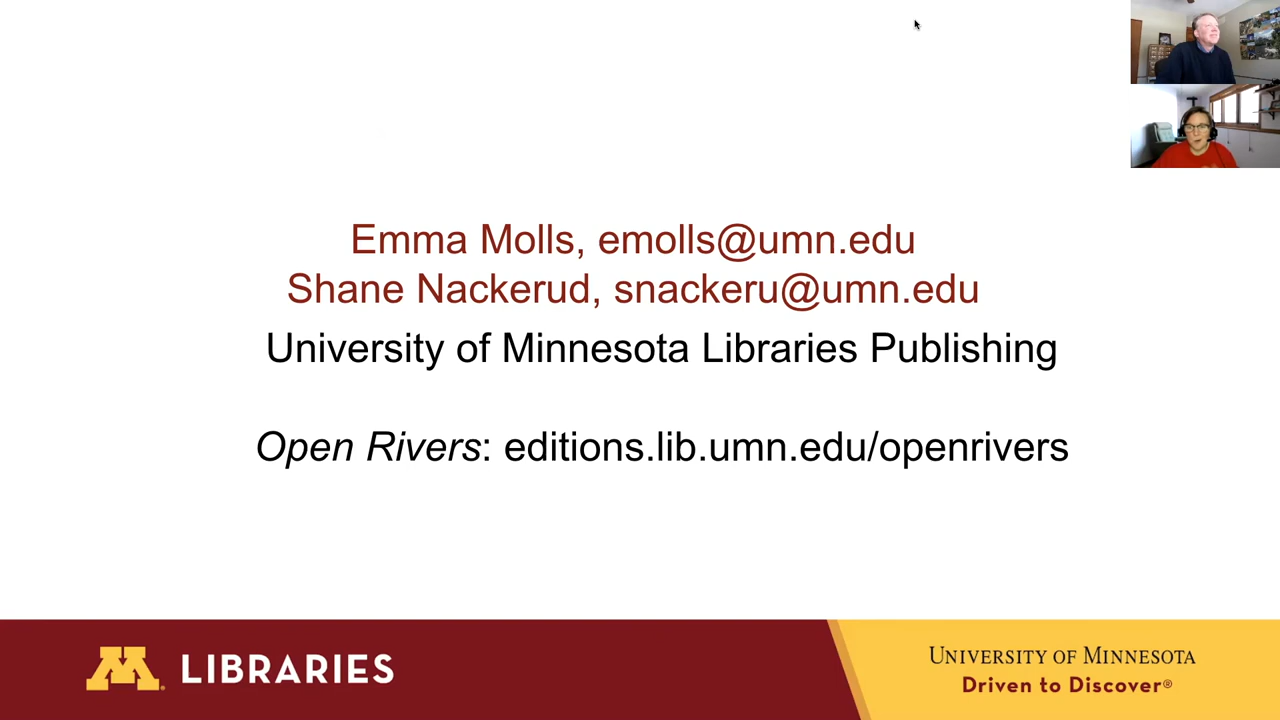 Emma Molls, emolls@umn.edu
Shane Nackerud, snackeru@umn.edu
University of Minnesota Libraries Publishing
Open Rivers: editions.lib.umn.edu/openrivers
M LIBRARIES
UNIVERSITY OF MINNESOTA
Driven to Discover®